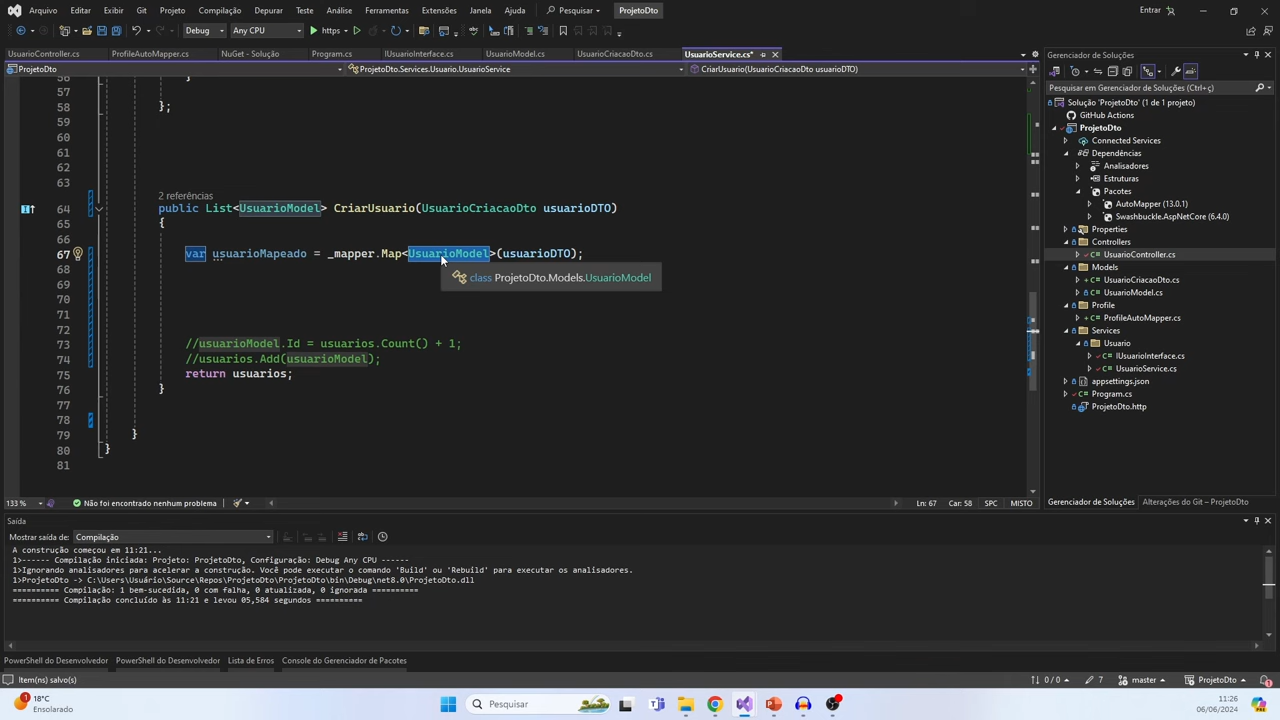 Arquivo Editar Exibir Git Projeto Compilação Depurar Teste Análise Ferramentas Extensões Janela Ajuda Pesquisar ProjetoDto Entrar
Debug Any CPU https
UsuarioController.cs ProfileAutoMapper.cs NuGet - Solução Program.cs IUsuarioInterface.cs UsuarioModel.cs UsuarioCriacaoDto.cs UsuarioService.cs*
ProjetoDto ProjetoDto.Services.Usuario.UsuarioService CriarUsuario(UsuarioCriacaoDto usuarioDTO)
56 }
57
58 };
59
60
61
62
63
2 referências
64 public List<UsuarioModel> CriarUsuario(UsuarioCriacaoDto usuarioDTO)
65 {
66
67 var usuarioMapeado = _mapper.Map<UsuarioModel>(usuarioDTO);
68
class ProjetoDto.Models.UsuarioModel
69
70
71
72
73 //usuarioModel.Id = usuarios.Count() + 1;
74 //usuarios.Add(usuarioModel);
75 return usuarios;
76 }
77
78
79 }
80 }
81
133 % Não foi encontrado nenhum problema Ln: 67 Car: 58 SPC MISTO
Gerenciador de Soluções
Pesquisar em Gerenciador de Soluções (Ctrl+ç)
Solução 'ProjetoDto' (1 de 1 projeto)
GitHub Actions
ProjetoDto
Connected Services
Dependências
Analisadores
Estruturas
Pacotes
AutoMapper (13.0.1)
Swashbuckle.AspNetCore (6.4.0)
Properties
Controllers
UsuarioController.cs
Models
UsuarioCriacaoDto.cs
UsuarioModel.cs
Profile
ProfileAutoMapper.cs
Services
Usuario
IUsuarioInterface.cs
UsuarioService.cs
appsettings.json
Program.cs
ProjetoDto.http
Gerenciador de Soluções Alterações do Git – ProjetoDto
Saída
Mostrar saída de: Compilação
A construção começou em 11:21...
1>------ Compilação iniciada: Projeto: ProjetoDto, Configuração: Debug Any CPU ------
1>Ignorando analisadores para acelerar a construção. Você pode executar o comando 'Build' ou 'Rebuild' para executar os analisadores.
1>ProjetoDto -> C:\Users\Usuário\Source\Repos\ProjetoDto\ProjetoDto\bin\Debug\net8.0\ProjetoDto.dll
========== Compilação: 1 bem-sucedida, 0 com falha, 0 atualizada, 0 ignorada ==========
========== Compilação concluído às 11:21 e levou 05,584 segundos ==========
PowerShell do Desenvolvedor PowerShell do Desenvolvedor Lista de Erros Console do Gerenciador de Pacotes
Item(ns) salvo(s) 0 / 0 7 master ProjetoDto
1 18°C
Ensolarado
Pesquisar
11:26
06/06/2024